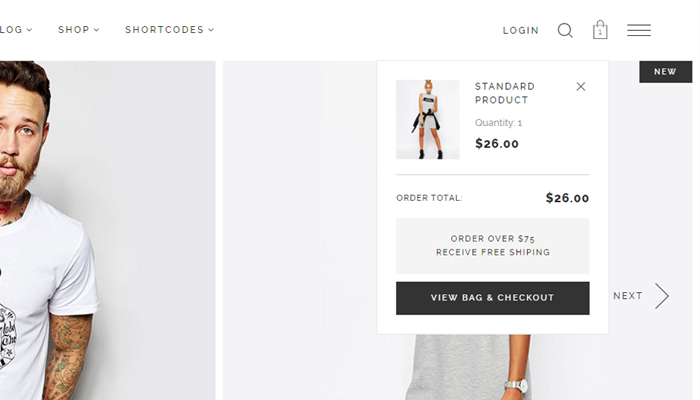 LOG
SHOP
SHORTCODES
LOGIN
1
NEW
STANDARD
PRODUCT
Quantity: 1
$26.00
ORDER TOTAL:
$26.00
ORDER OVER $75
RECEIVE FREE SHIPING
VIEW BAG & CHECKOUT
NEXT